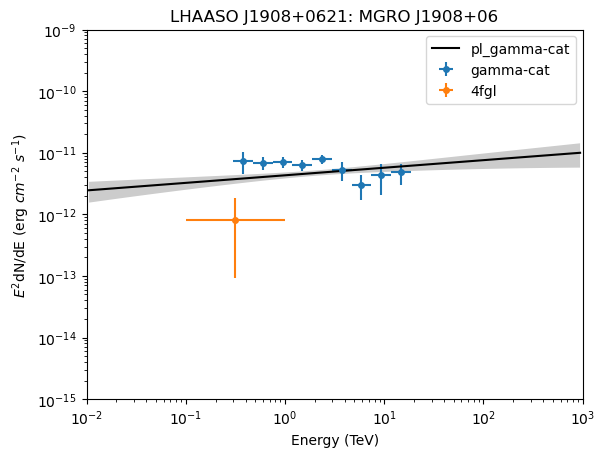 LHAASO J1908+0621: MGRO J1908+06
pl_gamma-cat
gamma-cat
4fgl
E²dN/dE (erg cm⁻² s⁻¹)
10⁻⁹
10⁻¹⁰
10⁻¹¹
10⁻¹²
10⁻¹³
10⁻¹⁴
10⁻¹⁵
10⁻² 10⁻¹ 10⁰ 10¹ 10² 10³
Energy (TeV)